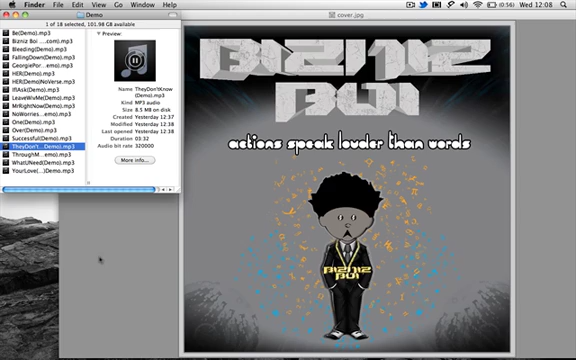 Finder File Edit View Go Window Help
(0:56) Wed 12:08
Demo
cover.jpg
1 of 18 selected, 101.98 GB available
Be(Demo).mp3
Bizniz Boi ....com).mp3
Bleeding(Demo).mp3
FallingDown(Demo).mp3
GeorgiePor...emo).mp3
HER(Demo).mp3
HER(Demo)NoVerse.mp3
IfIAsk(Demo).mp3
LeaveWivMe(Demo).mp3
MrRightNow(Demo).mp3
NoWorries...emo).mp3
One(Demo).mp3
Over(Demo).mp3
Successful(Demo).mp3
TheyDon't...Demo).mp3
ThroughM...emo).mp3
WhatUNeed(Demo).mp3
YourLove(...)Demo.mp3
Preview:
Name TheyDon'tKnow
(Demo).mp3
Kind MP3 audio
Size 8.5 MB on disk
Created Yesterday 12:37
Modified Yesterday 12:38
Last opened Yesterday 12:38
Duration 03:32
Audio bit rate 320000
More info...
BIZNIZ
BOI
actions speak louder than words
BIZNIZ
BOI